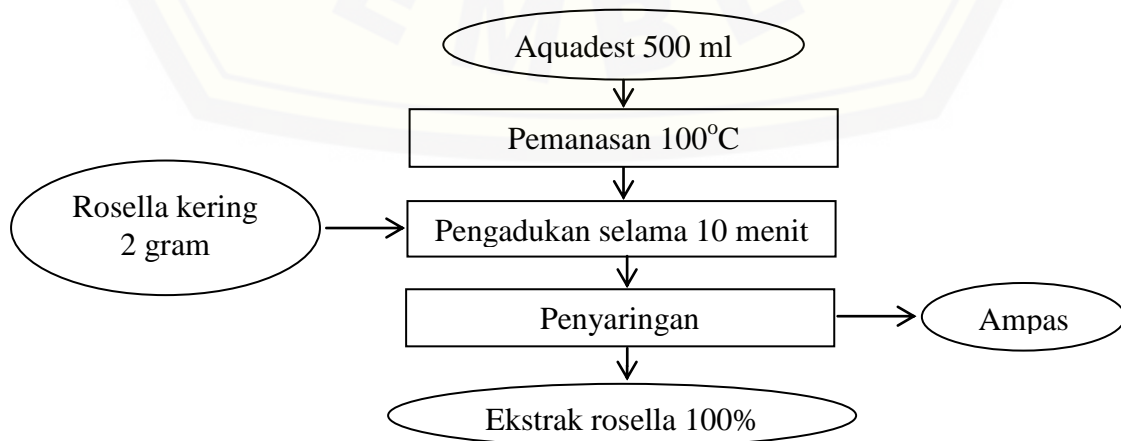 Aquadest 500 ml
Pemanasan 100°C
Rosella kering
2 gram
Pengadukan selama 10 menit
Penyaringan
Ampas
Ekstrak rosella 100%